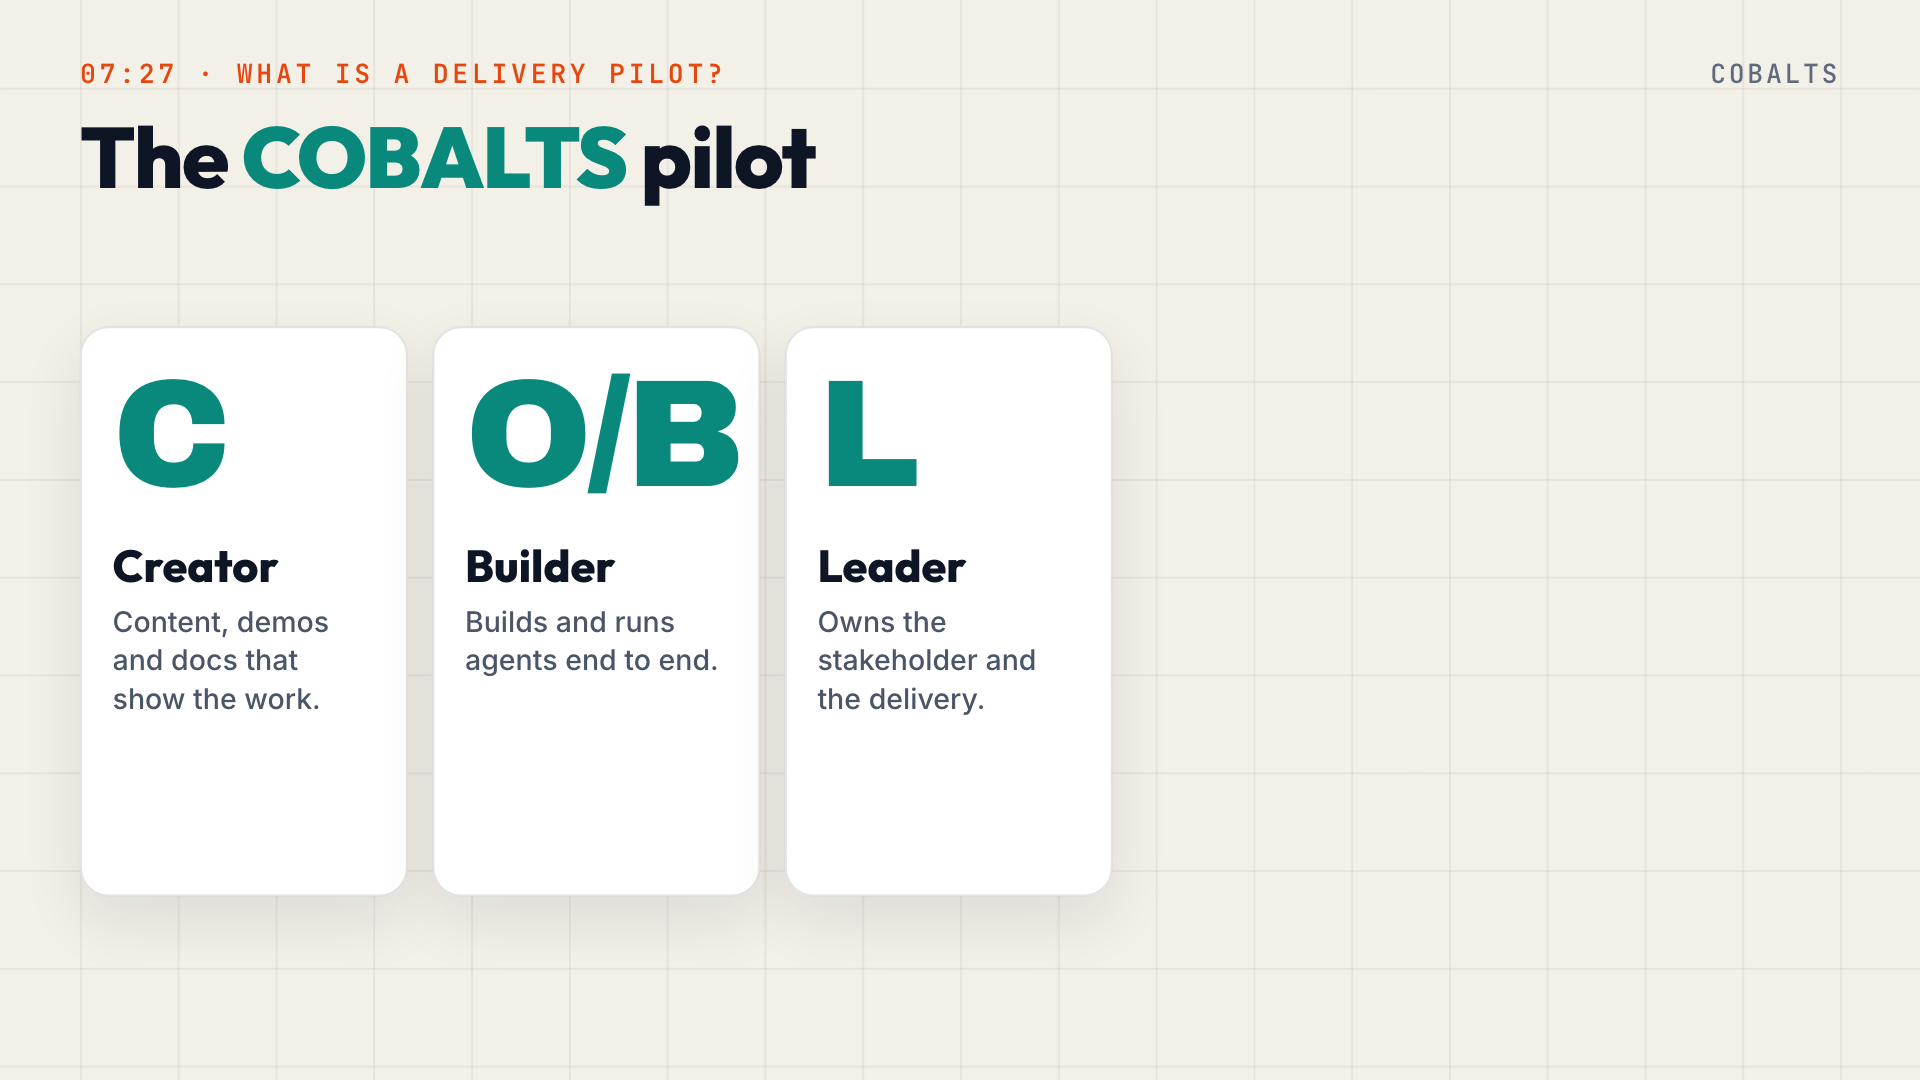 07:27 · WHAT IS A DELIVERY PILOT?
COBALTS
The COBALTS pilot
C
Creator
Content, demos
and docs that
show the work.
O/B
Builder
Builds and runs
agents end to end.
L
Leader
Owns the
stakeholder and
the delivery.